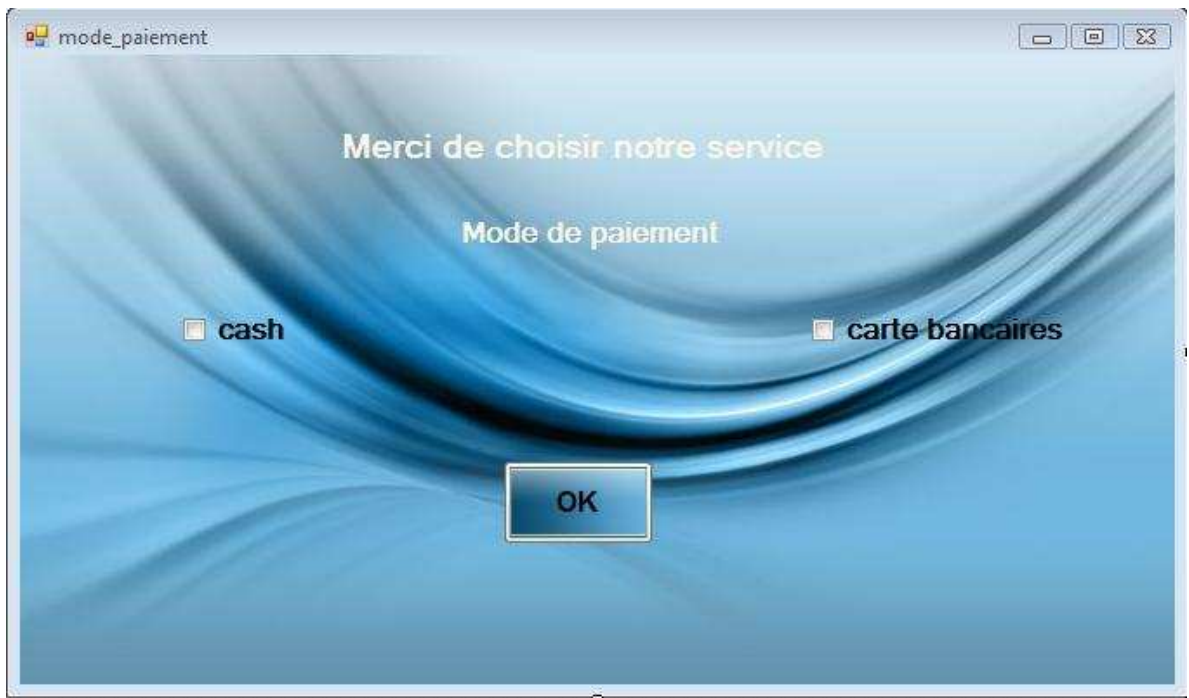 mode_paiement
Merci de choisir notre service
Mode de paiement
cash
carte bancaires
OK